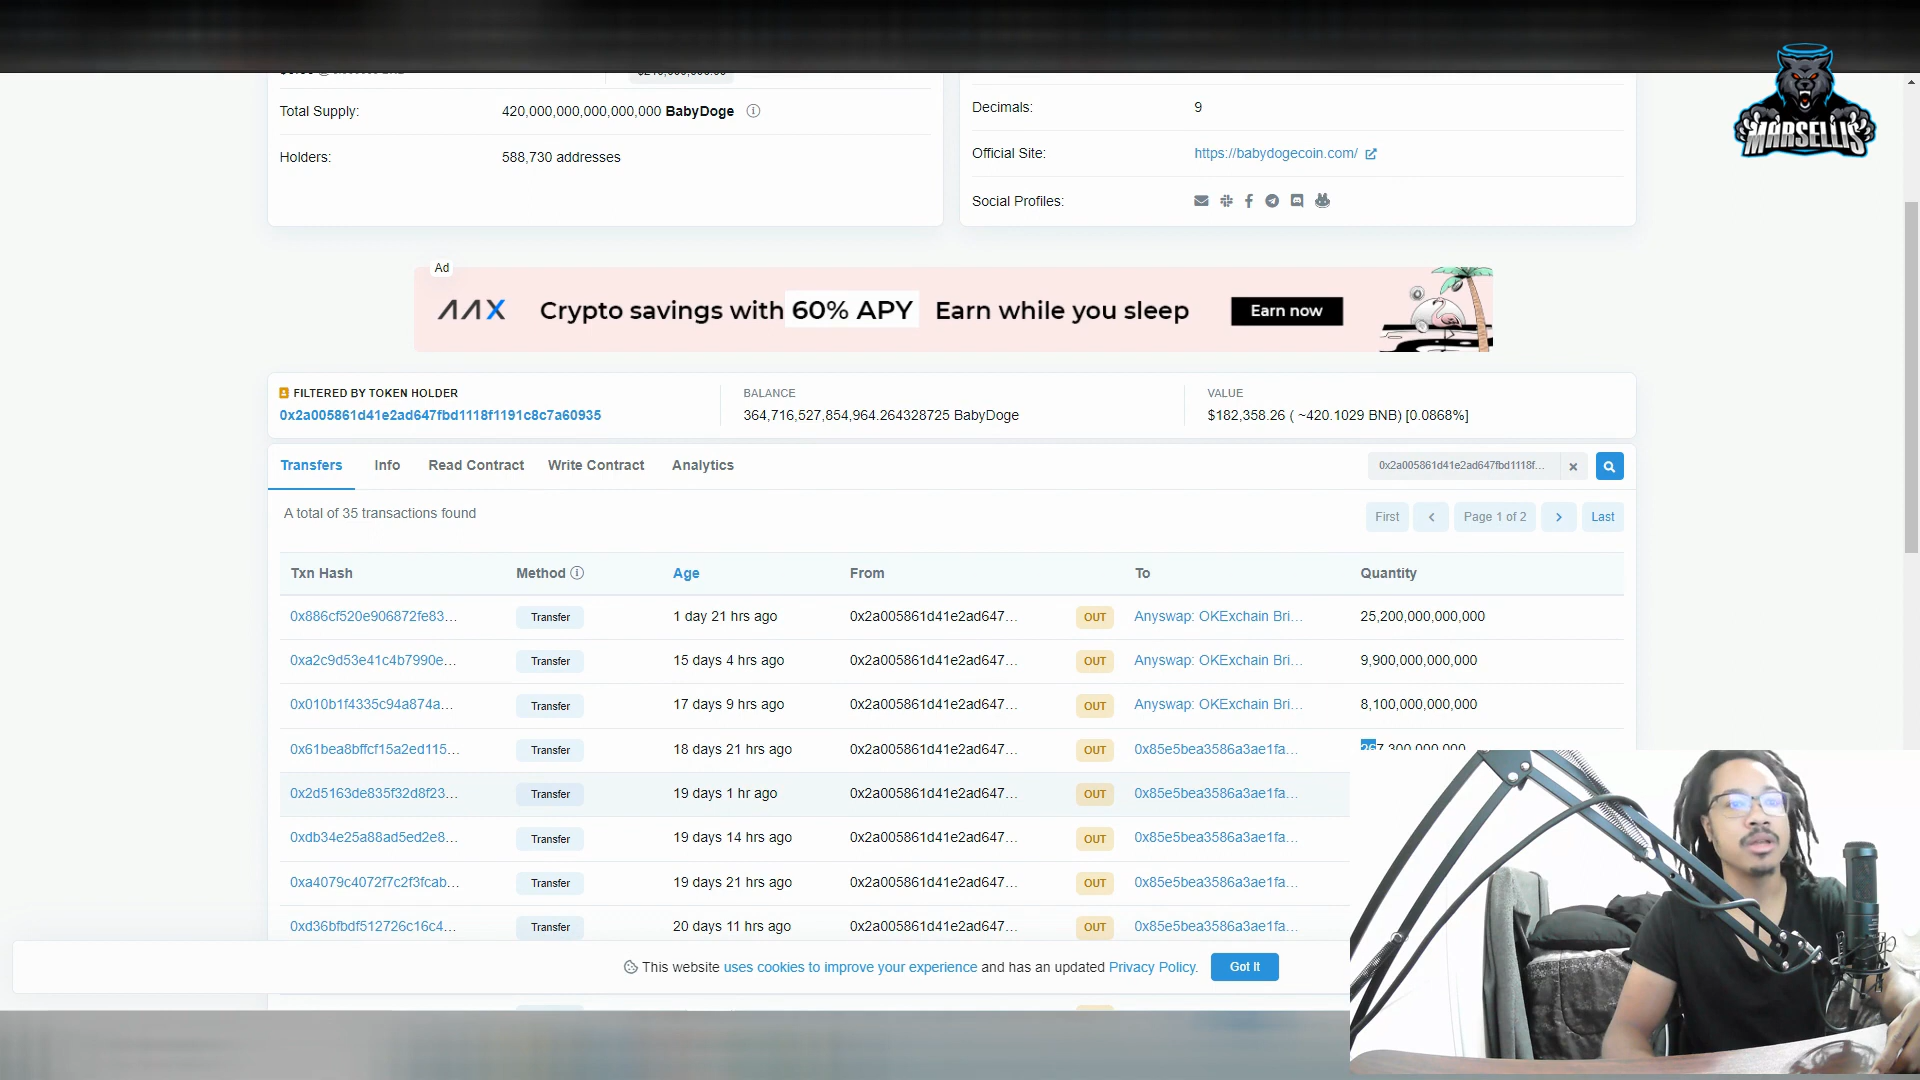 MARSELLIS
Total Supply: 420,000,000,000,000,000 BabyDoge
Holders: 588,730 addresses
Decimals: 9
Official Site: https://babydogecoin.com/
Social Profiles:
Ad
AAX Crypto savings with 60% APY Earn while you sleep Earn now
FILTERED BY TOKEN HOLDER
0x2a005861d41e2ad647fbd1118f1191c8c7a60935
BALANCE
364,716,527,854,964.264328725 BabyDoge
VALUE
$182,358.26 ( ~420.1029 BNB) [0.0868%]
Transfers Info Read Contract Write Contract Analytics 0x2a005861d41e2ad647fbd1118f...
A total of 35 transactions found First < Page 1 of 2 > Last
Txn Hash Method Age From To Quantity
0x886cf520e906872fe83... Transfer 1 day 21 hrs ago 0x2a005861d41e2ad647... OUT Anyswap: OKExchain Bri... 25,200,000,000,000
0xa2c9d53e41c4b7990e... Transfer 15 days 4 hrs ago 0x2a005861d41e2ad647... OUT Anyswap: OKExchain Bri... 9,900,000,000,000
0x010b1f4335c94a874a... Transfer 17 days 9 hrs ago 0x2a005861d41e2ad647... OUT Anyswap: OKExchain Bri... 8,100,000,000,000
0x61bea8bffcf15a2ed115... Transfer 18 days 21 hrs ago 0x2a005861d41e2ad647... OUT 0x85e5bea3586a3ae1fa... 267,300,000,000
0x2d5163de835f32d8f23... Transfer 19 days 1 hr ago 0x2a005861d41e2ad647... OUT 0x85e5bea3586a3ae1fa...
0xdb34e25a88ad5ed2e8... Transfer 19 days 14 hrs ago 0x2a005861d41e2ad647... OUT 0x85e5bea3586a3ae1fa...
0xa4079c4072f7c2f3fcab... Transfer 19 days 21 hrs ago 0x2a005861d41e2ad647... OUT 0x85e5bea3586a3ae1fa...
0xd36bfbdf512726c16c4... Transfer 20 days 11 hrs ago 0x2a005861d41e2ad647... OUT 0x85e5bea3586a3ae1fa...
This website uses cookies to improve your experience and has an updated Privacy Policy. Got It